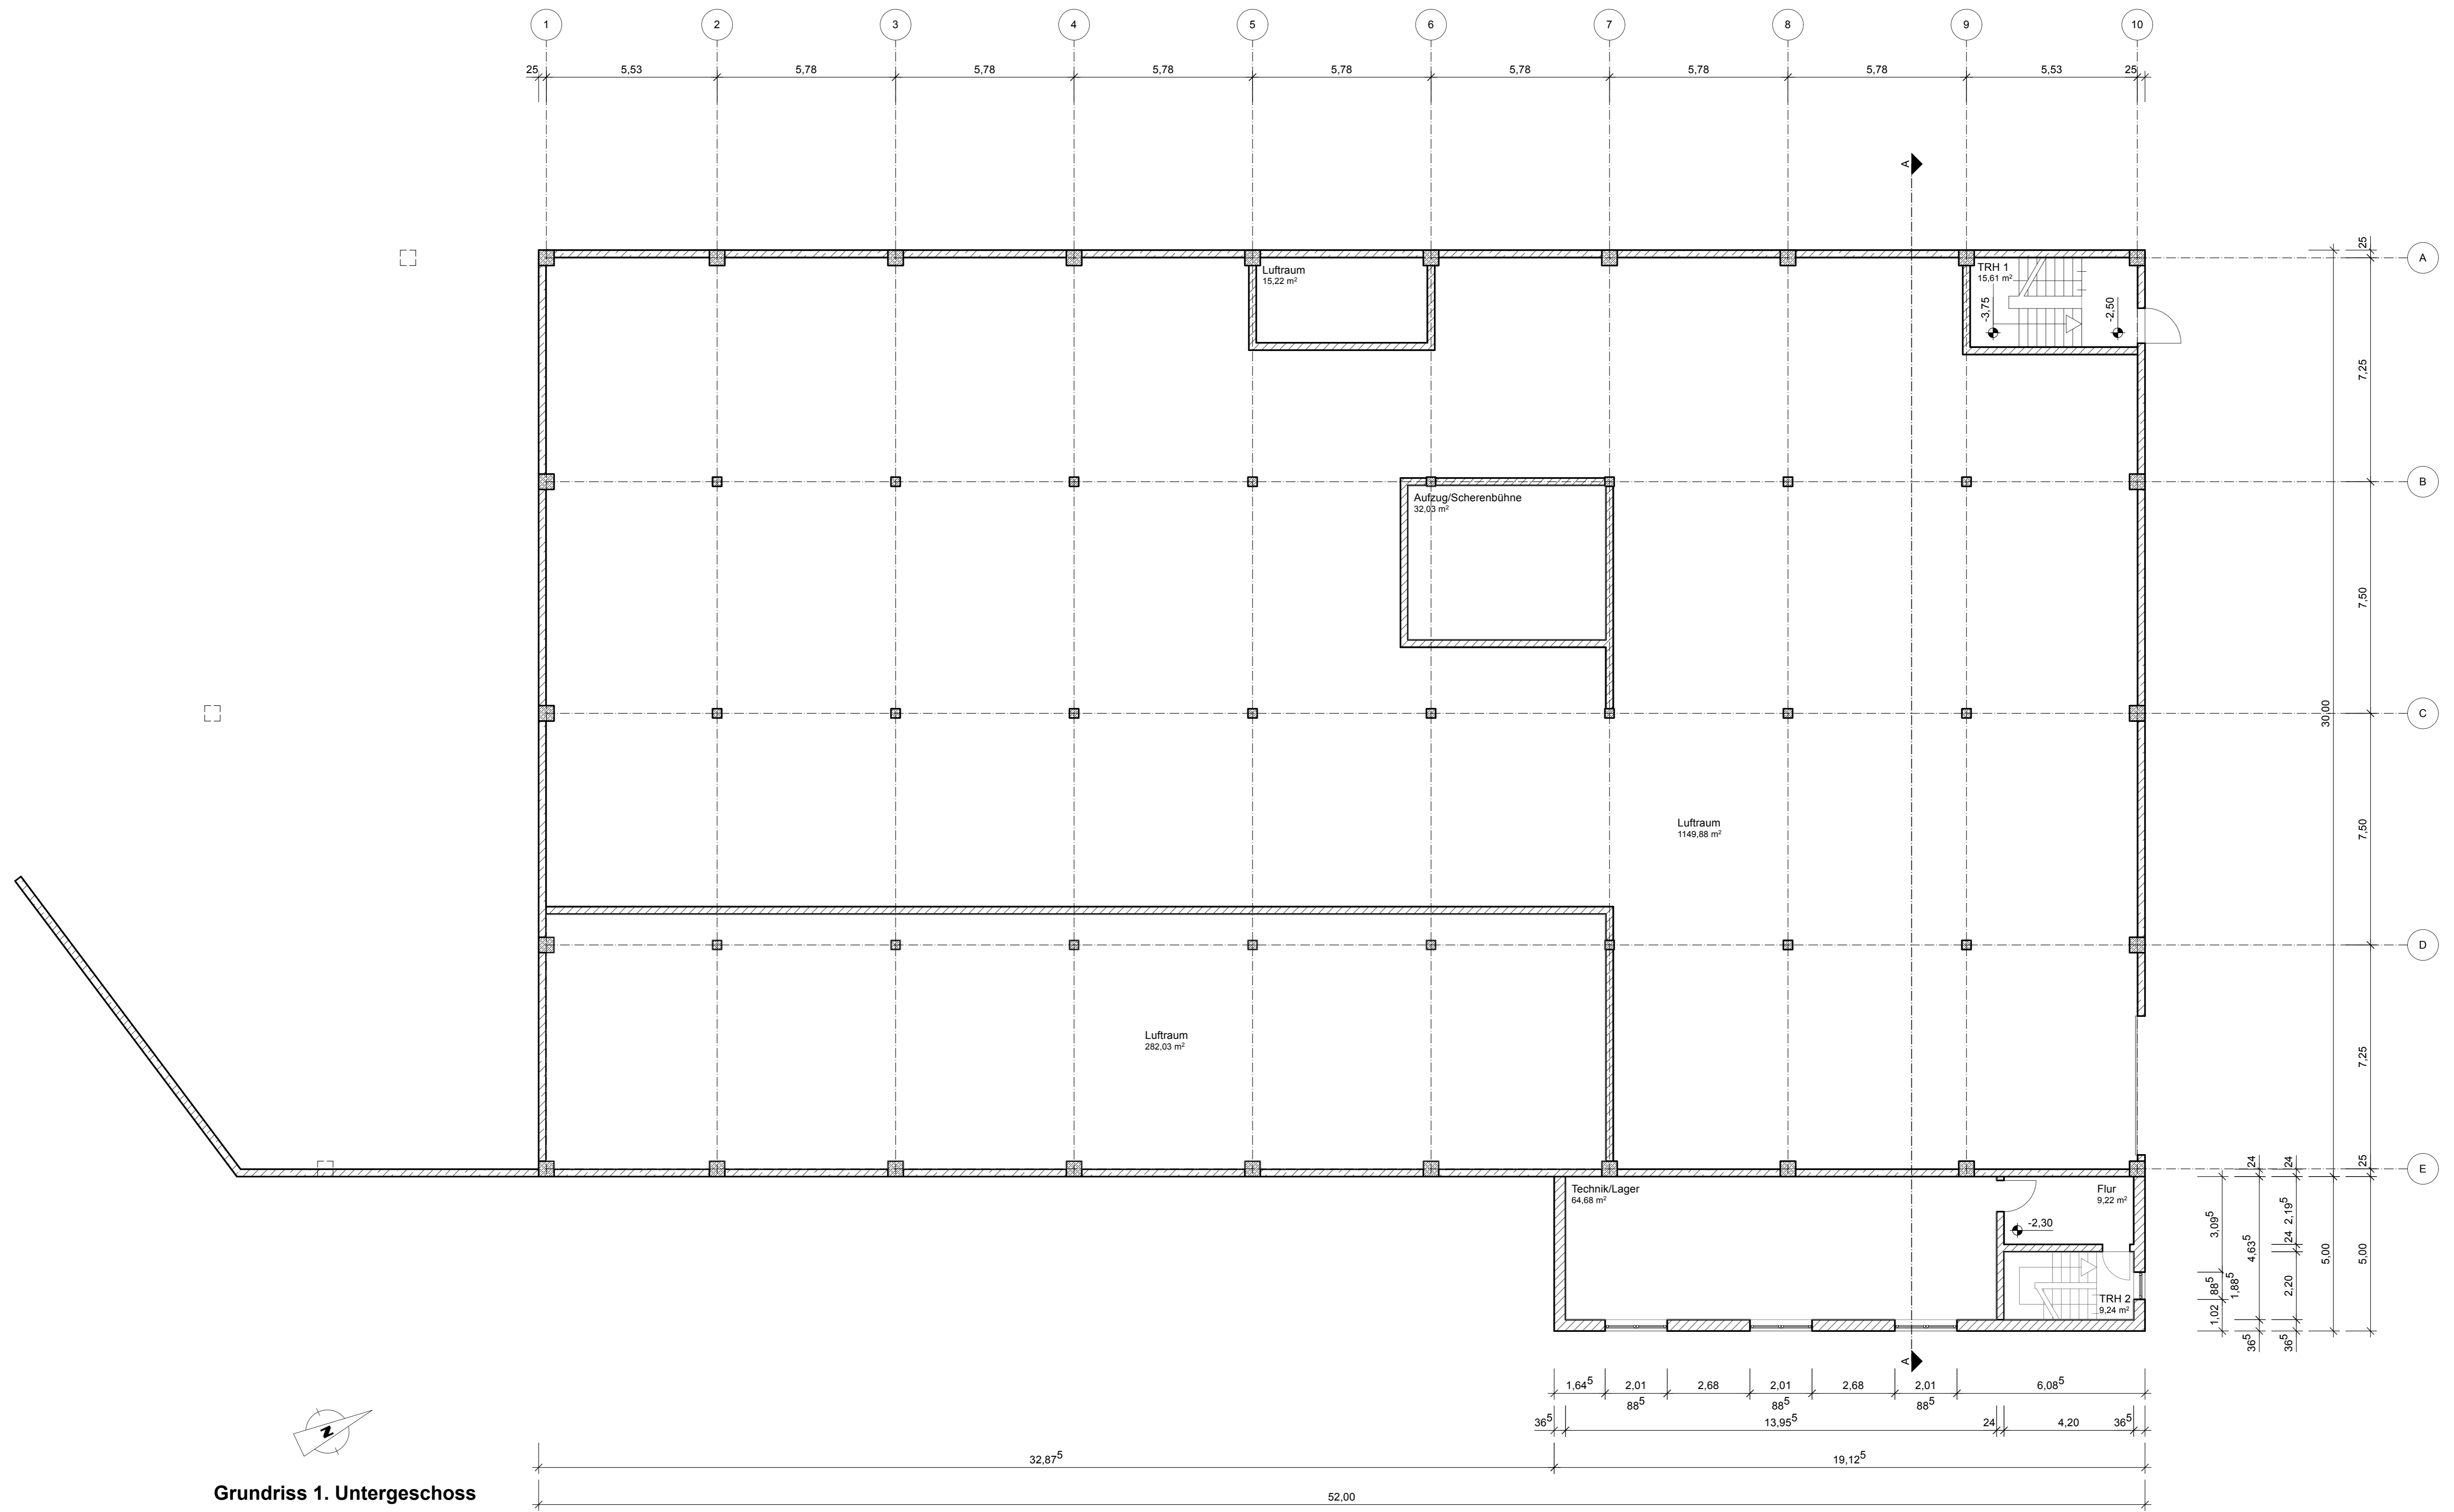 1 2 3 4 5 6 7 8 9 10
25 5,53 5,78 5,78 5,78 5,78 5,78 5,78 5,78 5,53 25
A
25
A
Luftraum
15,22 m²
TRH 1
15,61 m²
-3,75
-2,50
7,25
B
Aufzug/Scherenbühne
32,03 m²
7,50
30,00
C
Luftraum
1149,88 m²
7,50
D
Luftraum
282,03 m²
7,25
24 24 25
E
Technik/Lager
64,68 m²
Flur
9,22 m²
-2,30
TRH 2
9,24 m²
3,09⁵
88⁵
1,88⁵
1,02
4,63⁵
36⁵
2,19⁵
24
2,20
36⁵
5,00
5,00
A
1,64⁵ 2,01 2,68 2,01 2,68 2,01 6,08⁵
88⁵ 88⁵ 88⁵
36⁵ 13,95⁵ 24 4,20 36⁵
N
32,87⁵ 19,12⁵
Grundriss 1. Untergeschoss
52,00